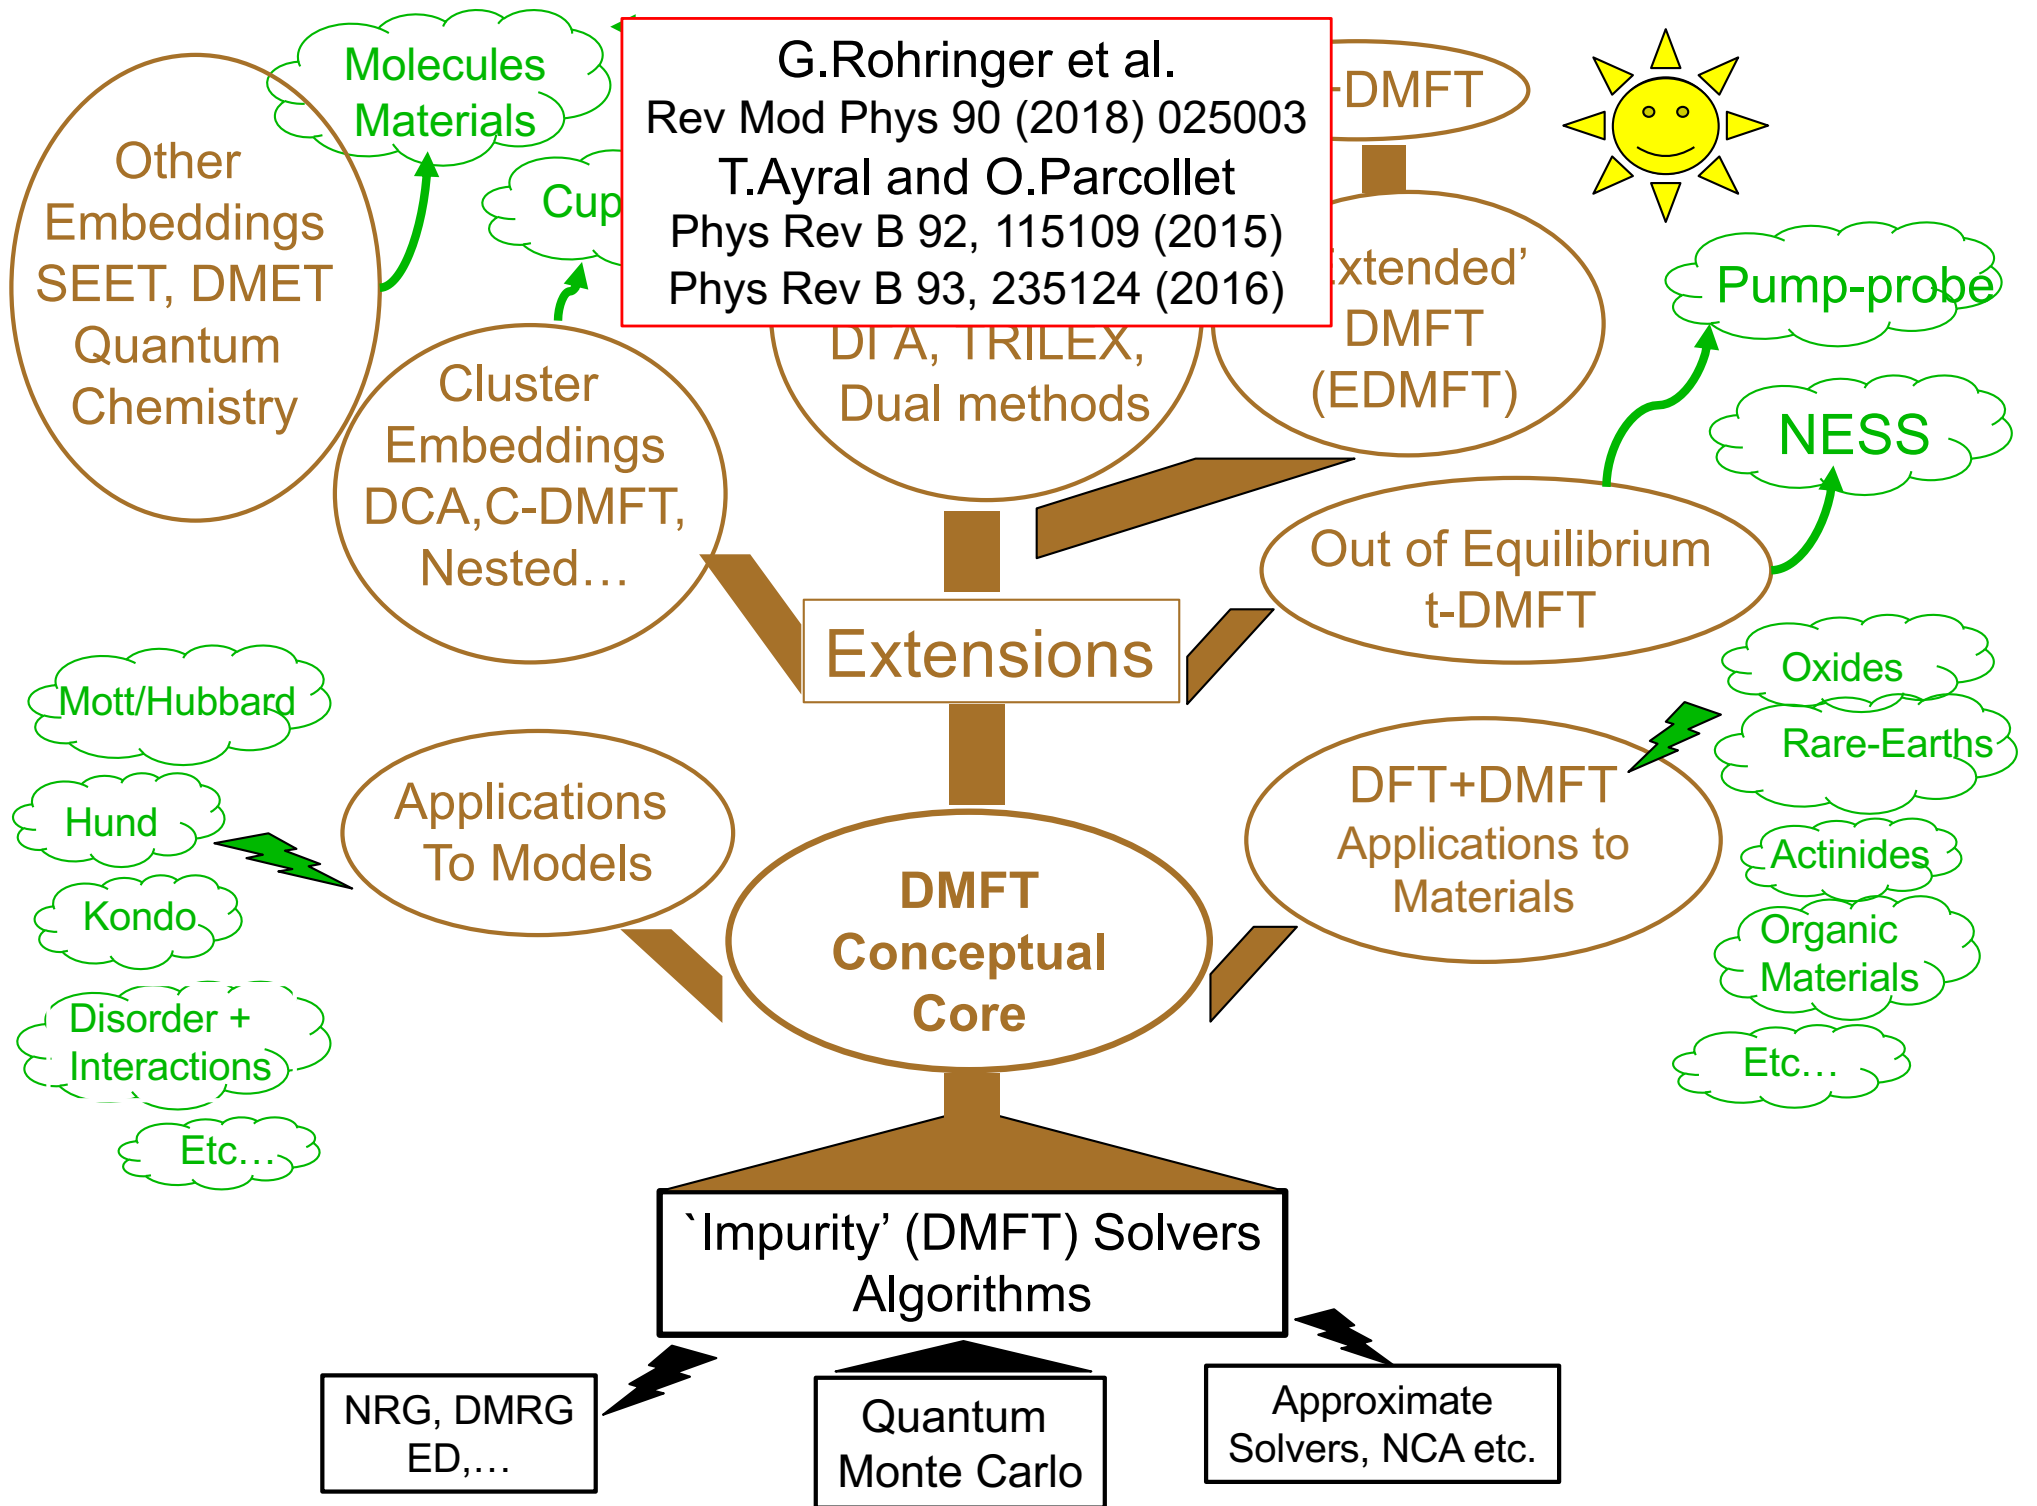 Molecules
Materials
G.Rohringer et al.
Rev Mod Phys 90 (2018) 025003
T.Ayral and O.Parcollet
Phys Rev B 92, 115109 (2015)
Phys Rev B 93, 235124 (2016)
-DMFT
Other
Embeddings
SEET, DMET
Quantum
Chemistry
Cup
xtended’
DMFT
(EDMFT)
Pump-probe
NESS
TRILEX,
Dual methods
Cluster
Embeddings
DCA,C-DMFT,
Nested…
Out of Equilibrium
t-DMFT
Extensions
Mott/Hubbard
Hund
Kondo
Disorder +
Interactions
Etc…
Applications
To Models
DFT+DMFT
Applications to
Materials
Oxides
Rare-Earths
Actinides
Organic
Materials
Etc…
DMFT
Conceptual
Core
`Impurity’ (DMFT) Solvers
Algorithms
NRG, DMRG
ED,…
Quantum
Monte Carlo
Approximate
Solvers, NCA etc.